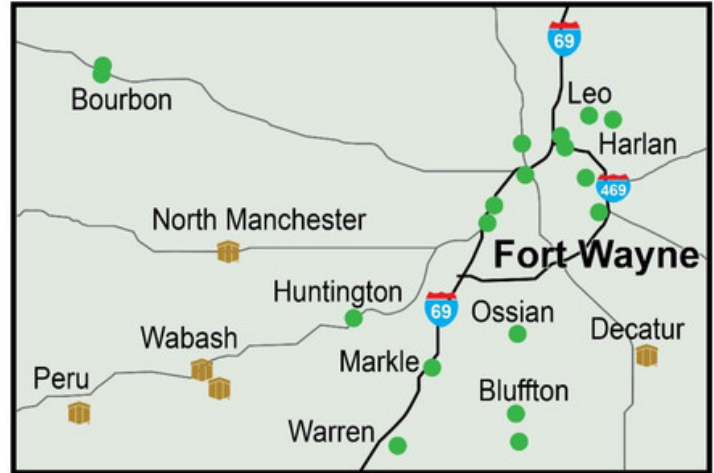 69
Leo
Bourbon
Harlan
469
North Manchester
Fort Wayne
Huntington
69
Ossian
Wabash
Decatur
Markle
Peru
Bluffton
Warren